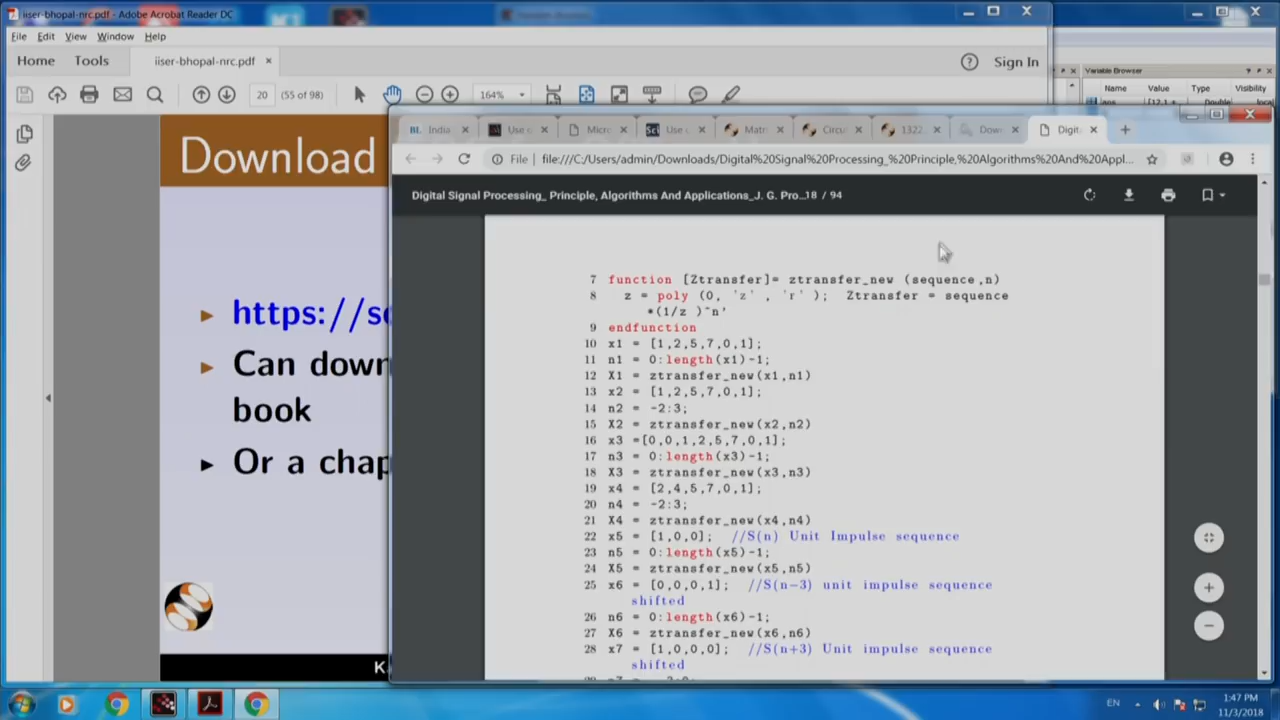 iiser-bhopal-nrc.pdf - Adobe Acrobat Reader DC
File Edit View Window Help
Home Tools iiser-bhopal-nrc.pdf × Sign In
20 (55 of 98) 164%
Variable Browser
Name Value Type Visibility
Download
https://s
Can down
book
Or a chap
K
India × Use × Micro × Use × Mat × Circu × 1322 × Down × Digit ×
File | file:///C:/Users/admin/Downloads/Digital%20Signal%20Processing_%20Principle,%20Algorithms%20And%20Appl...
Digital Signal Processing_ Principle, Algorithms And Applications_J. G. Pro... 18 / 94
7 function [Ztransfer]= ztransfer_new (sequence,n)
8 z = poly (0, 'z' , 'r' ); Ztransfer = sequence
*(1/z )^n'
9 endfunction
10 x1 = [1,2,5,7,0,1];
11 n1 = 0:length(x1)-1;
12 X1 = ztransfer_new(x1,n1)
13 x2 = [1,2,5,7,0,1];
14 n2 = -2:3;
15 X2 = ztransfer_new(x2,n2)
16 x3 =[0,0,1,2,5,7,0,1];
17 n3 = 0:length(x3)-1;
18 X3 = ztransfer_new(x3,n3)
19 x4 = [2,4,5,7,0,1];
20 n4 = -2:3;
21 X4 = ztransfer_new(x4,n4)
22 x5 = [1,0,0]; //S(n) Unit Impulse sequence
23 n5 = 0:length(x5)-1;
24 X5 = ztransfer_new(x5,n5)
25 x6 = [0,0,0,1]; //S(n-3) unit impulse sequence
shifted
26 n6 = 0:length(x6)-1;
27 X6 = ztransfer_new(x6,n6)
28 x7 = [1,0,0,0]; //S(n+3) Unit impulse sequence
shifted
EN 1:47 PM
11/3/2018